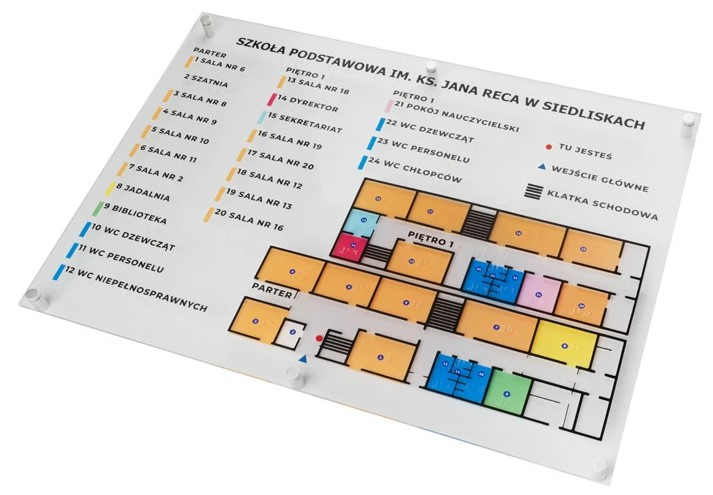 SZKOŁA PODSTAWOWA IM. KS. JANA RECA W SIEDLISKACH
PARTER
1 SALA NR 6
2 SZATNIA
3 SALA NR 8
4 SALA NR 9
5 SALA NR 10
6 SALA NR 11
7 SALA NR 2
8 JADALNIA
9 BIBLIOTEKA
10 WC DZEWCZĄT
11 WC PERSONELU
12 WC NIEPEŁNOSPRAWNYCH
PIĘTRO 1
13 SALA NR 18
14 DYREKTOR
15 SEKRETARIAT
16 SALA NR 19
17 SALA NR 20
18 SALA NR 12
19 SALA NR 13
20 SALA NR 16
PIĘTRO 1
21 POKÓJ NAUCZYCIELSKI
22 WC DZEWCZĄT
23 WC PERSONELU
24 WC CHŁOPCÓW
TU JESTEŚ
WEJŚCIE GŁÓWNE
KLATKA SCHODOWA
PIĘTRO 1
PARTER